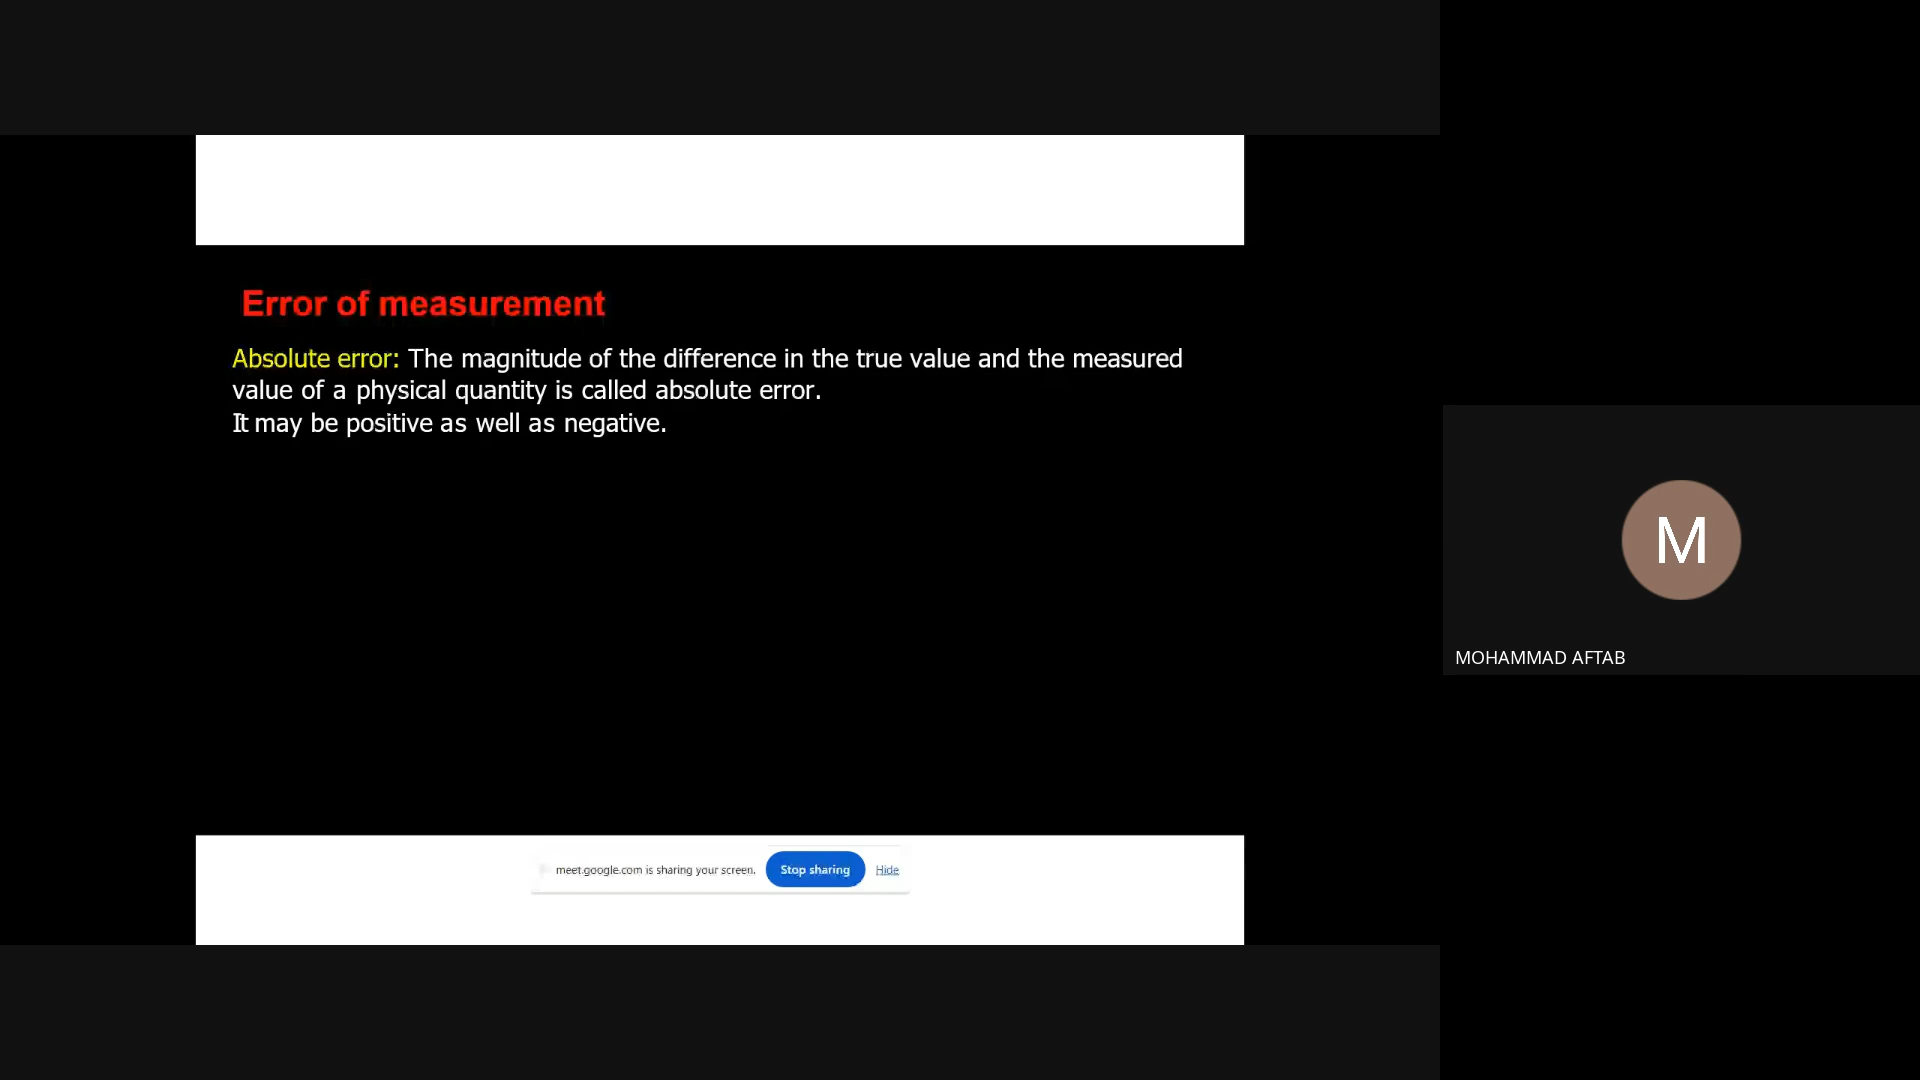 Error of measurement
Absolute error: The magnitude of the difference in the true value and the measured
value of a physical quantity is called absolute error.
It may be positive as well as negative.
M
MOHAMMAD AFTAB
meet.google.com is sharing your screen. Stop sharing Hide